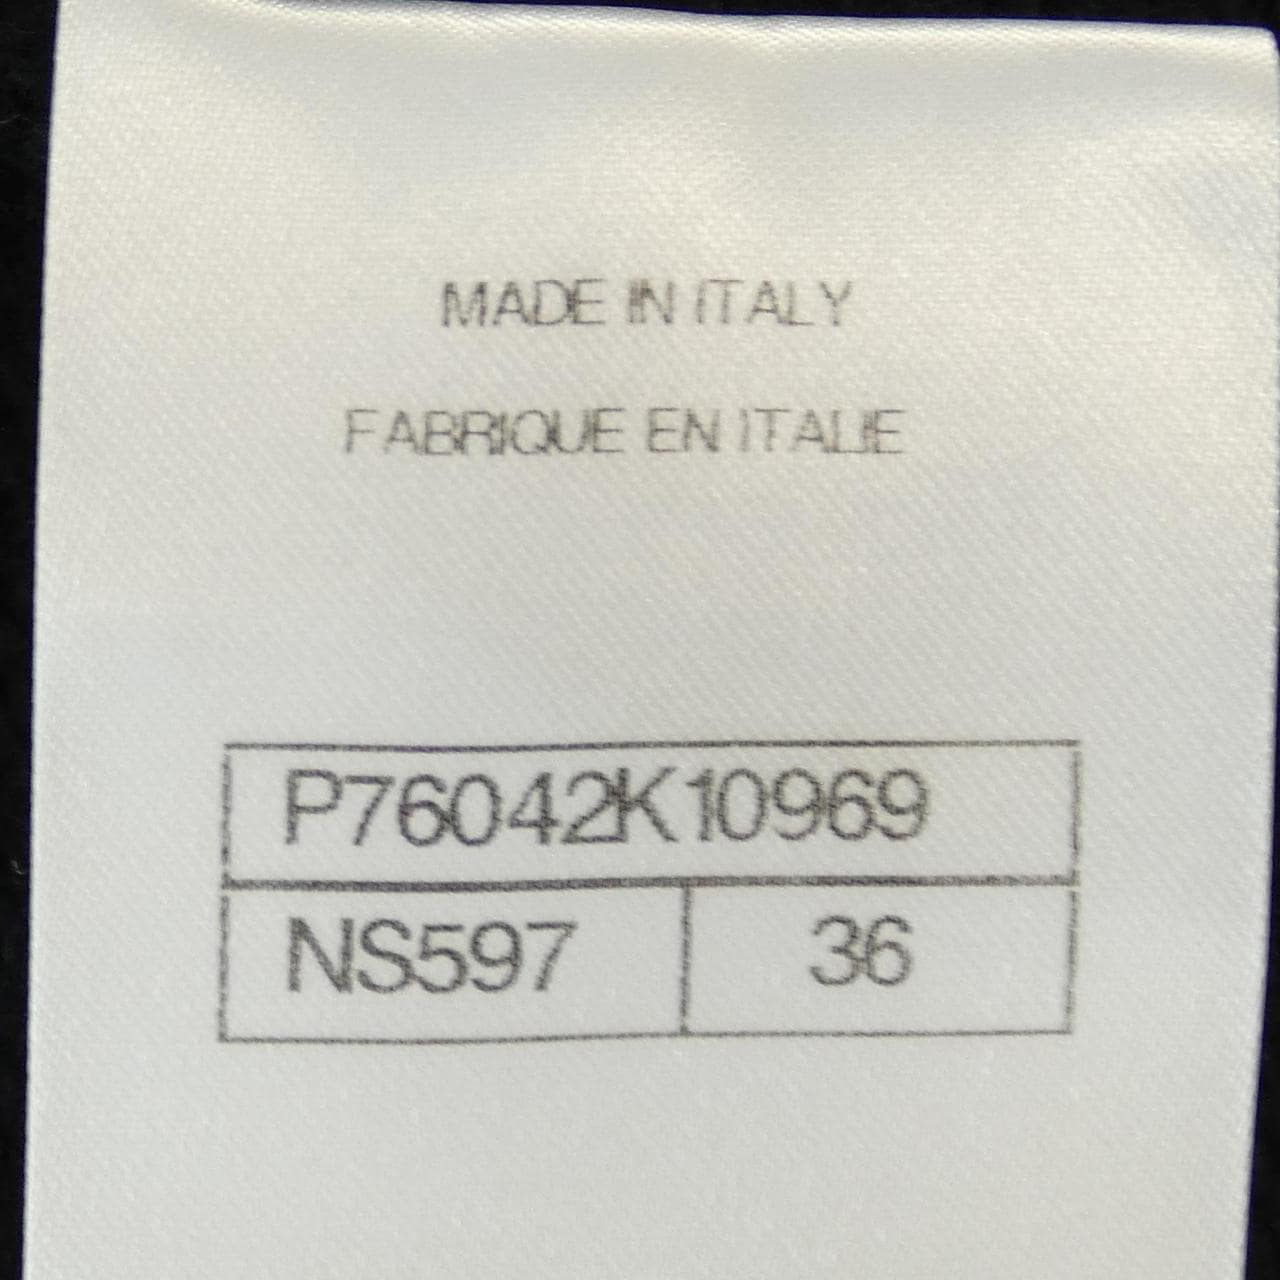 MADE IN ITALY
FABRIQUE EN ITALIE
P76042K10969
NS597 36